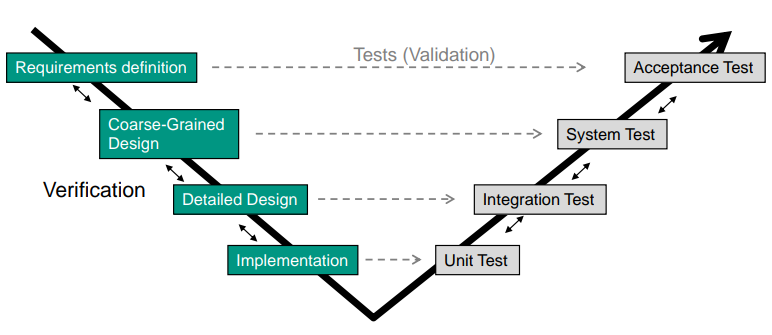 Tests (Validation)
Requirements definition
Acceptance Test
Coarse-Grained
Design
System Test
Verification
Detailed Design
Integration Test
Implementation
Unit Test